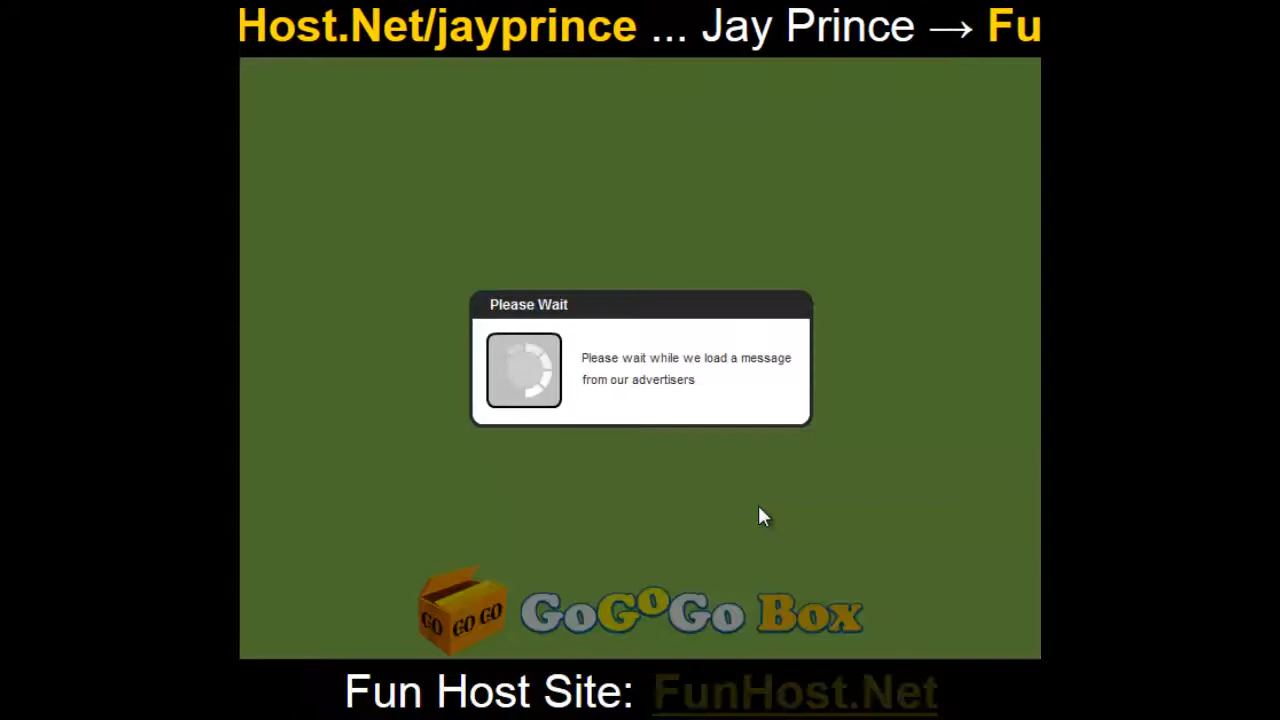 Host.Net/jayprince ... Jay Prince → Fu
Please Wait
Please wait while we load a message
from our advertisers
GO GO GO
GoGoGo Box
Fun Host Site: FunHost.Net